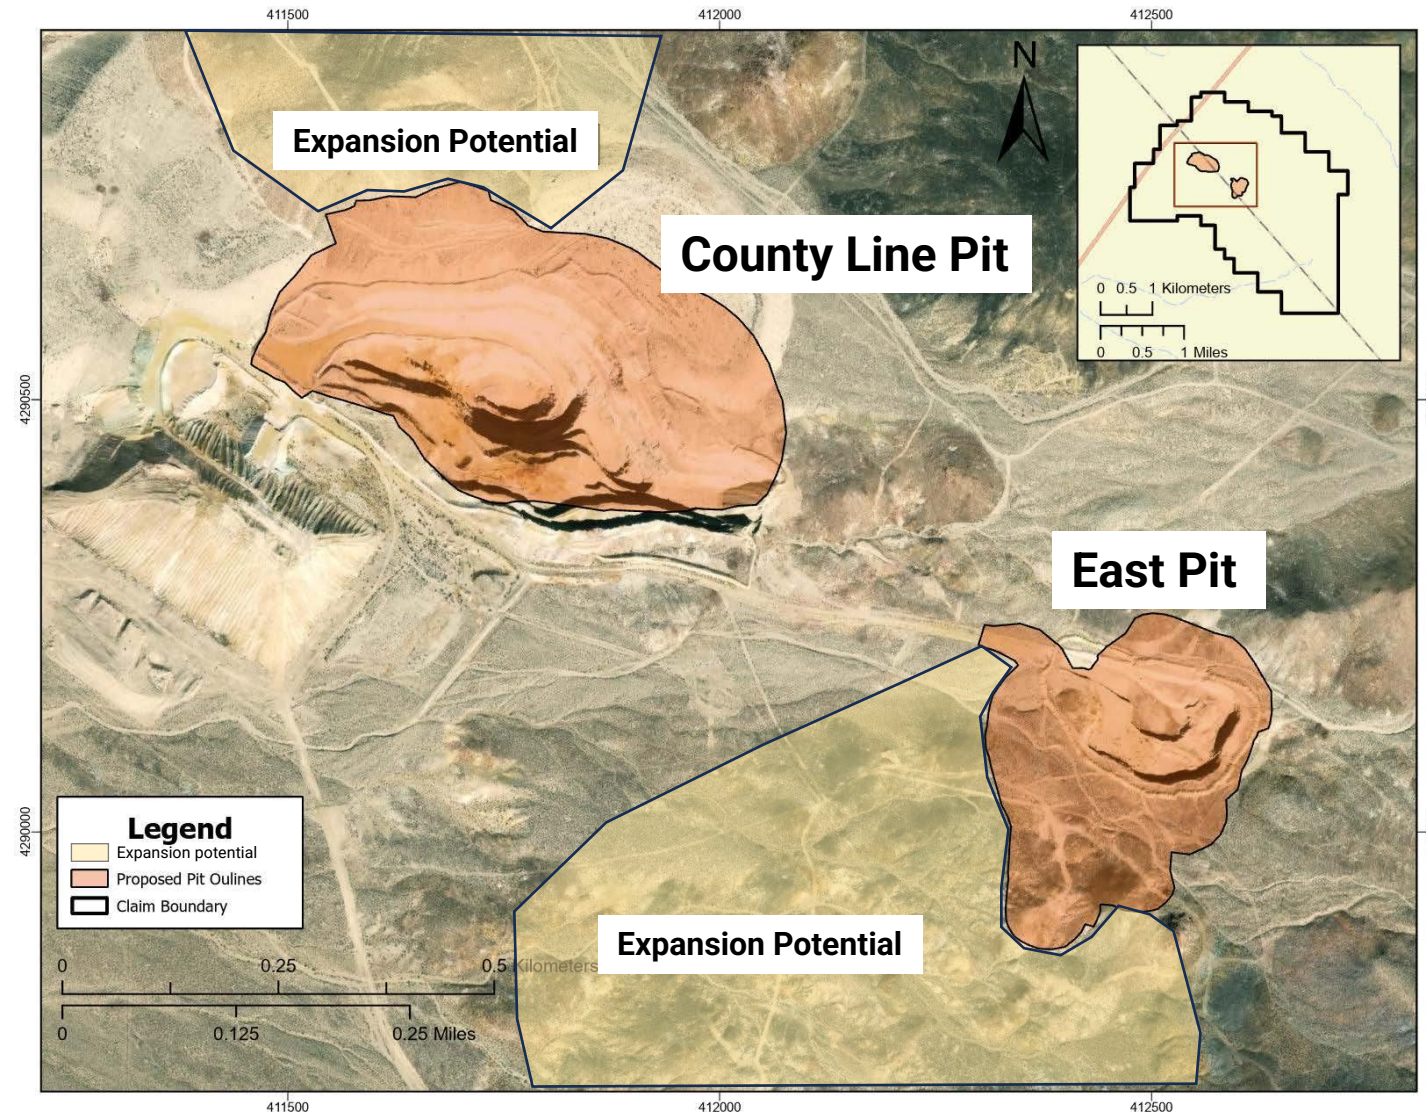 411500
412000
412500
N
Expansion Potential
County Line Pit
0 0.5 1 Kilometers
0 0.5 1 Miles
4290500
East Pit
4290000
Legend
Expansion potential
Proposed Pit Oulines
Claim Boundary
Expansion Potential
0 0.25 0.5 Kilometers
0 0.125 0.25 Miles
411500
412000
412500